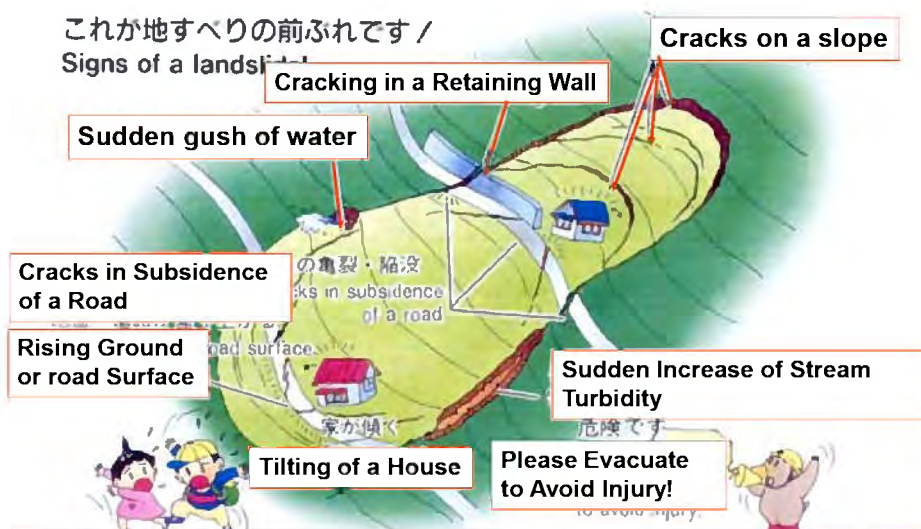 これが地すべりの前ぶれです!
Signs of a
Cracks on a slope
Cracking in a Retaining Wall
Sudden gush of water
Cracks in Subsidence
of a Road
の亀裂・陥没
cks in subsidence
of a road
Rising Ground
or road Surface
oad surface
Sudden Increase of Stream
Turbidity
家が傾く
危険です
Tilting of a House
Please Evacuate
to Avoid Injury!
to avoid injury.